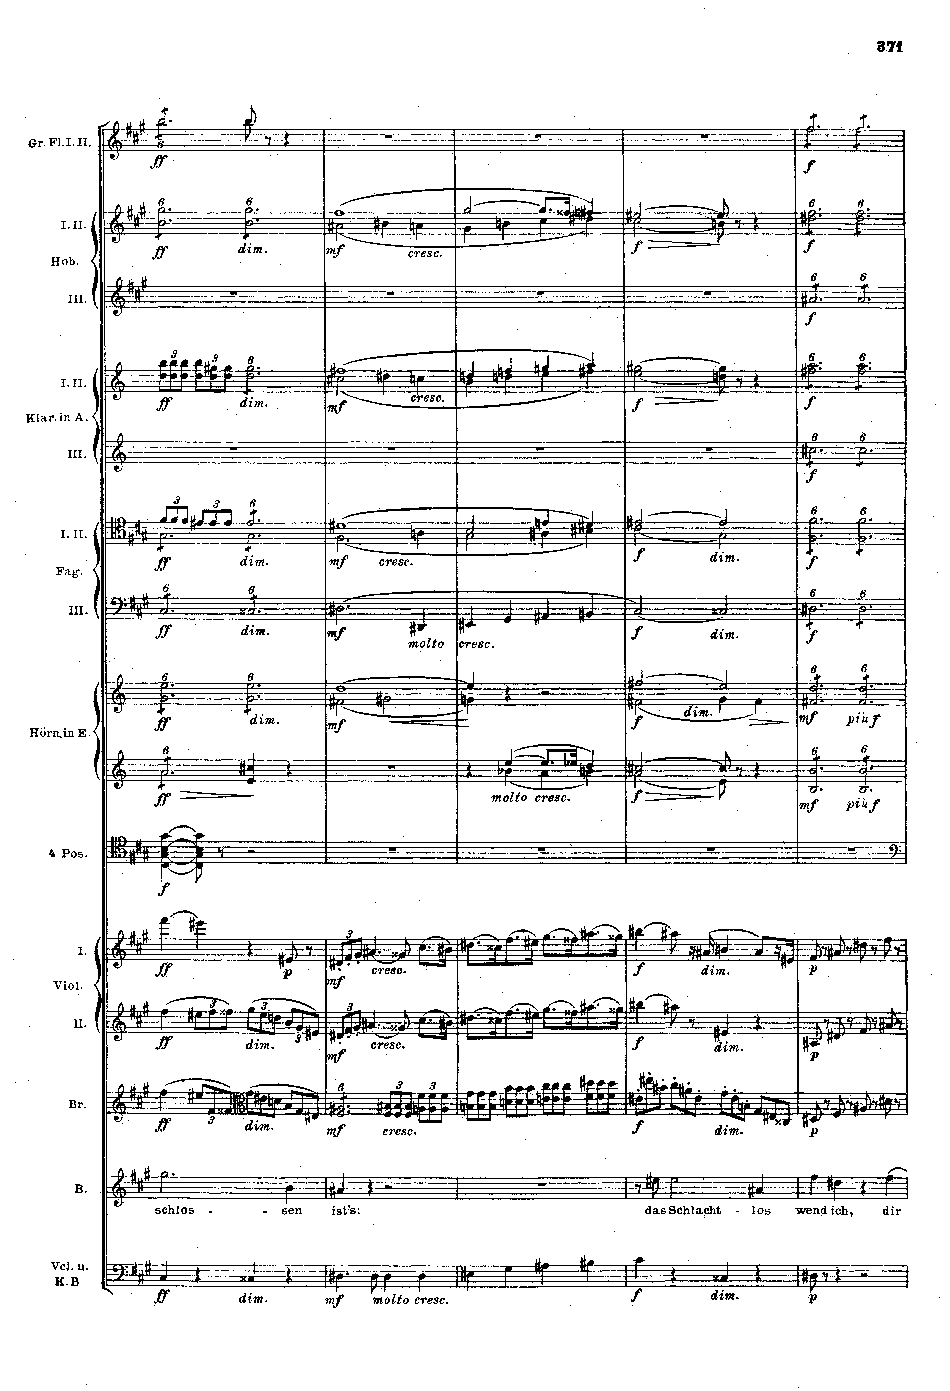 371
Gr. Fl. I. II.
ff f
I. II.
ff dim. mf cresc. f f
Hob.
III.
f
I. II.
ff dim. mf cresc. f f
Klar. in A.
III.
f
I. II.
ff dim. mf cresc. f dim. f
Fag.
III.
ff dim. mf molto cresc. f dim. f
ff dim. mf f dim. mf più f
Hörn. in E.
ff molto cresc. f mf più f
4 Pos.
f
I.
ff p mf cresc. f dim. p
Viol.
II.
ff dim. mf cresc. f dim. p
Br.
ff dim. mf cresc. f dim. p
B.
schlos - - sen ist's: das Schlacht - los wend ich, dir
Vcl. u.
K. B
ff dim. mf molto cresc. f dim. p